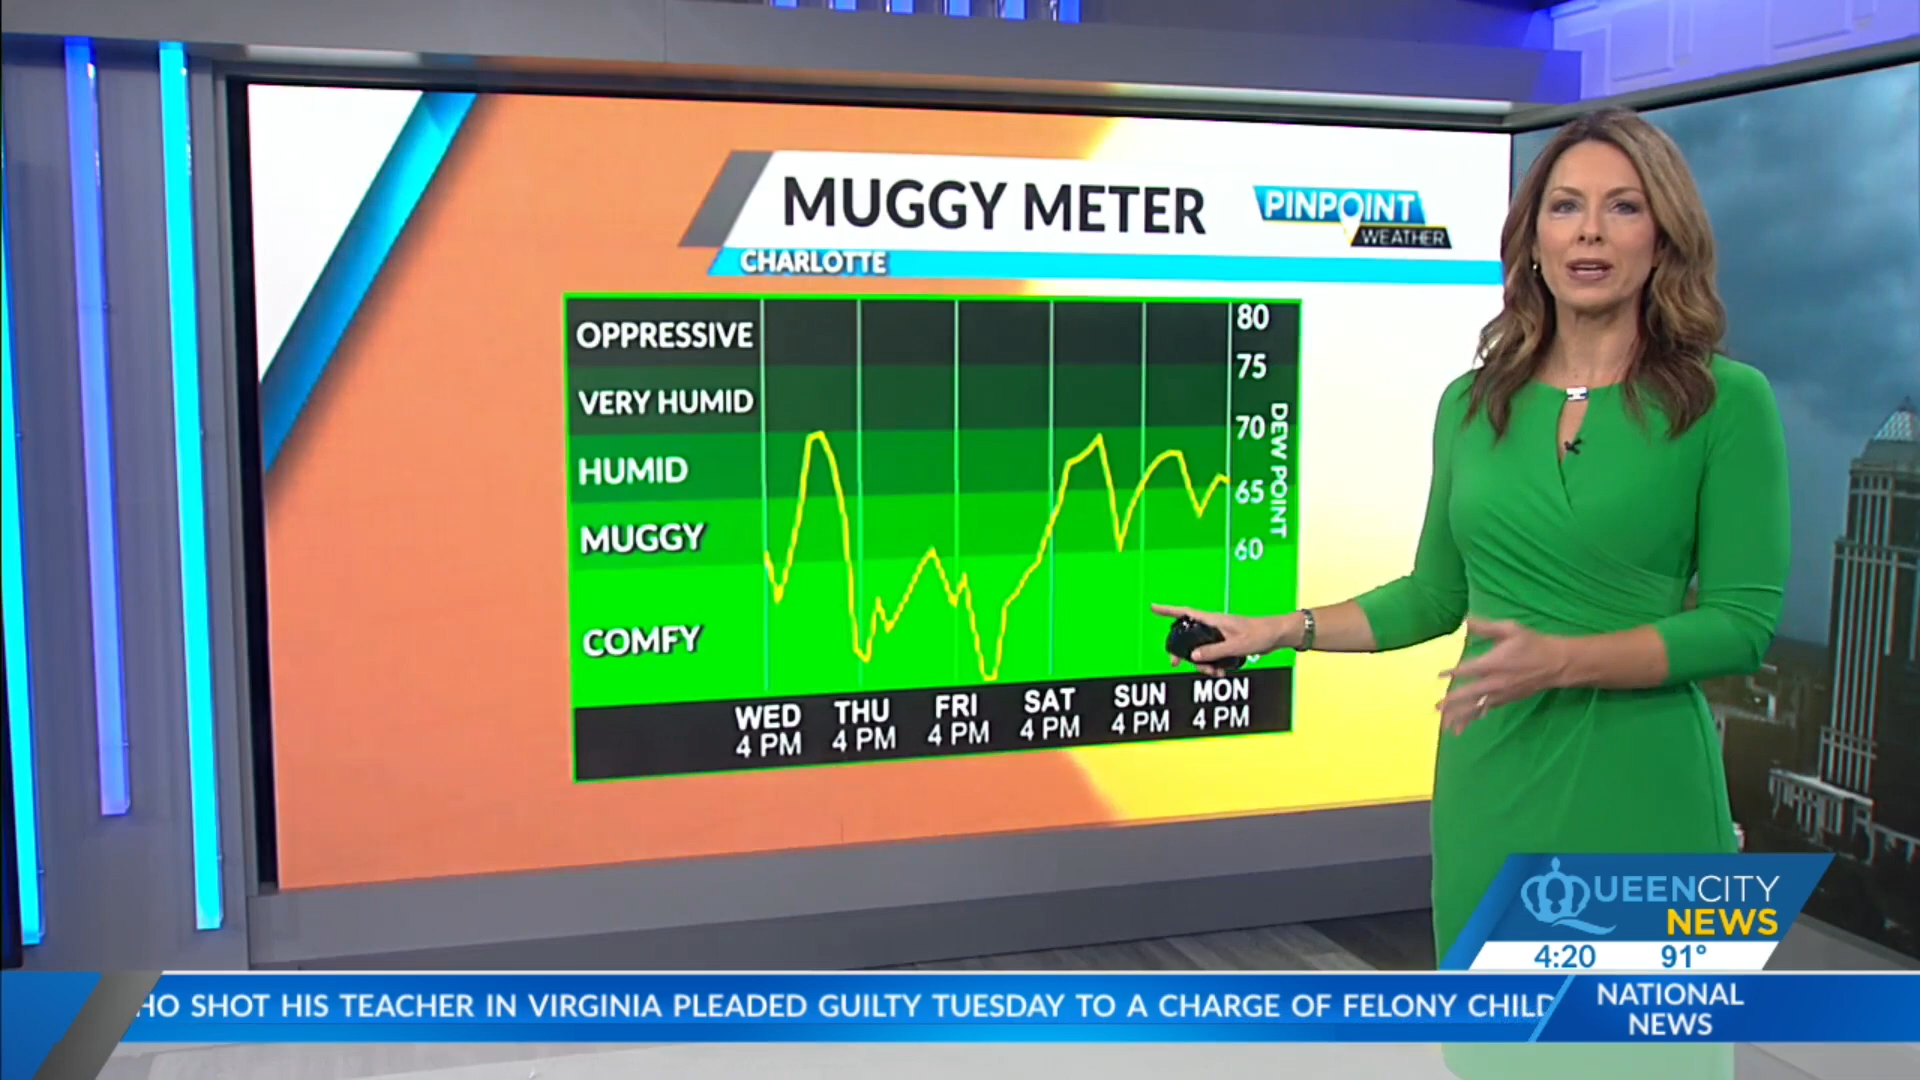 MUGGY METER
PINPOINT
WEATHER
CHARLOTTE
OPPRESSIVE
VERY HUMID
HUMID
MUGGY
COMFY
80
75
70
65
60
DEW POINT
WED THU FRI SAT SUN MON
4 PM 4 PM 4 PM 4 PM 4 PM 4 PM
QUEEN CITY
NEWS
4:20 91°
HO SHOT HIS TEACHER IN VIRGINIA PLEADED GUILTY TUESDAY TO A CHARGE OF FELONY CHILD
NATIONAL
NEWS